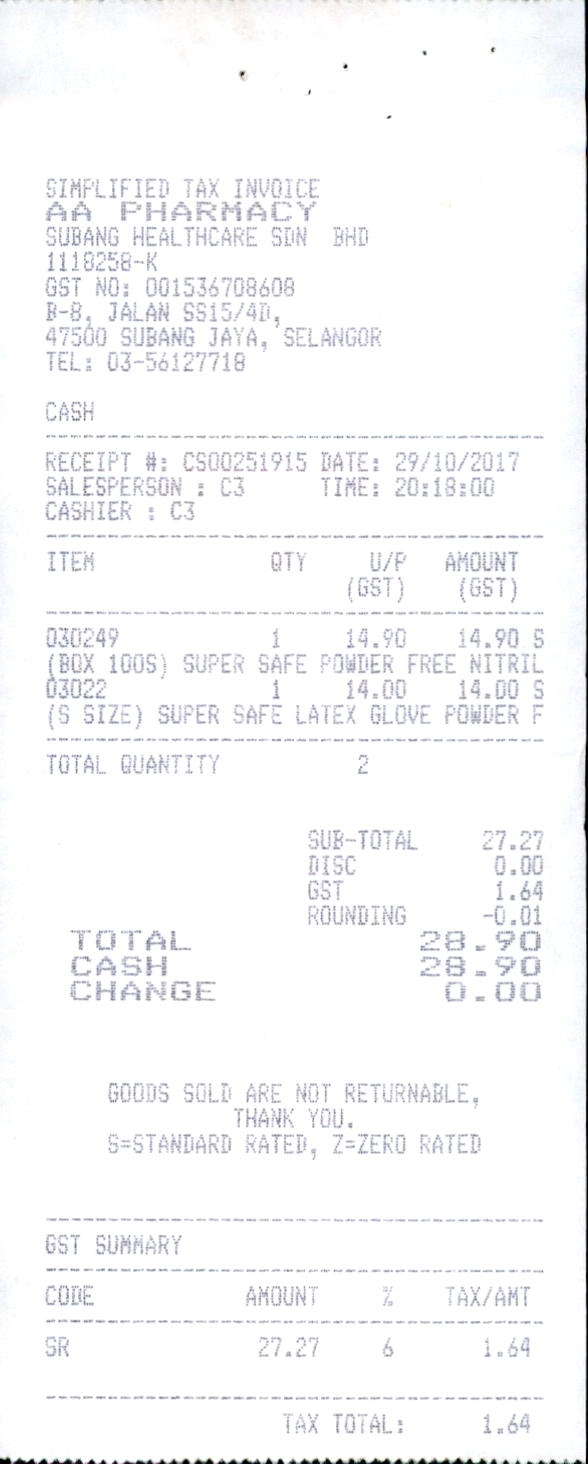 SIMPLIFIED TAX INVOICE
AA PHARMACY
SUBANG HEALTHCARE SDN BHD
1118258-K
GST NO: 001536708608
B-8, JALAN SS15/4D,
47500 SUBANG JAYA, SELANGOR
TEL: 03-56127718
CASH
RECEIPT #: CS00251915 DATE: 29/10/2017
SALESPERSON : C3 TIME: 20:18:00
CASHIER : C3
ITEM QTY U/P AMOUNT
(GST) (GST)
030249 1 14.90 14.90 S
(BOX 100S) SUPER SAFE POWDER FREE NITRIL
03022 1 14.00 14.00 S
(S SIZE) SUPER SAFE LATEX GLOVE POWDER F
TOTAL QUANTITY 2
SUB-TOTAL 27.27
DISC 0.00
GST 1.64
ROUNDING -0.01
TOTAL 28.90
CASH 28.90
CHANGE 0.00
GOODS SOLD ARE NOT RETURNABLE,
THANK YOU.
S=STANDARD RATED, Z=ZERO RATED
GST SUMMARY
CODE AMOUNT % TAX/AMT
SR 27.27 6 1.64
TAX TOTAL: 1.64